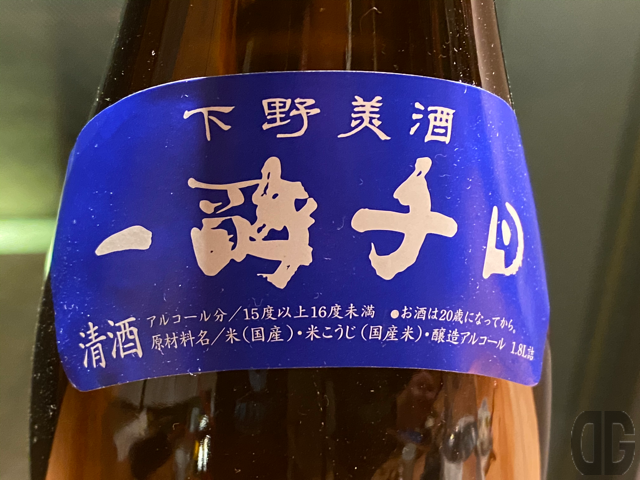 下野美酒
一酔千日
アルコール分/15度以上16度未満 ●お酒は20歳になってから。
清酒 原材料名/米(国産)・米こうじ(国産米)・醸造アルコール 1.8L詰
DG